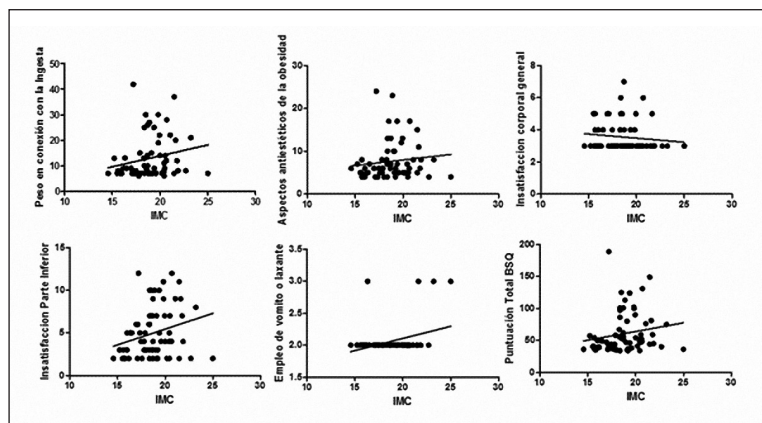 Peso en conexión con la Ingesta
50
40
30
20
10
0
10 15 20 25 30
IMC
Aspectos antiestéticos de la obesidad
30
20
10
0
10 15 20 25 30
IMC
Insatisfaccion corporal general
8
6
4
2
0
10 15 20 25 30
IMC
Insatisfaccion Parte Inferior
15
10
5
0
10 15 20 25 30
IMC
Empleo de vomito o laxante
3.5
3.0
2.5
2.0
1.5
10 15 20 25 30
IMC
Puntuación Total BSQ
200
150
100
50
0
10 15 20 25 30
IMC